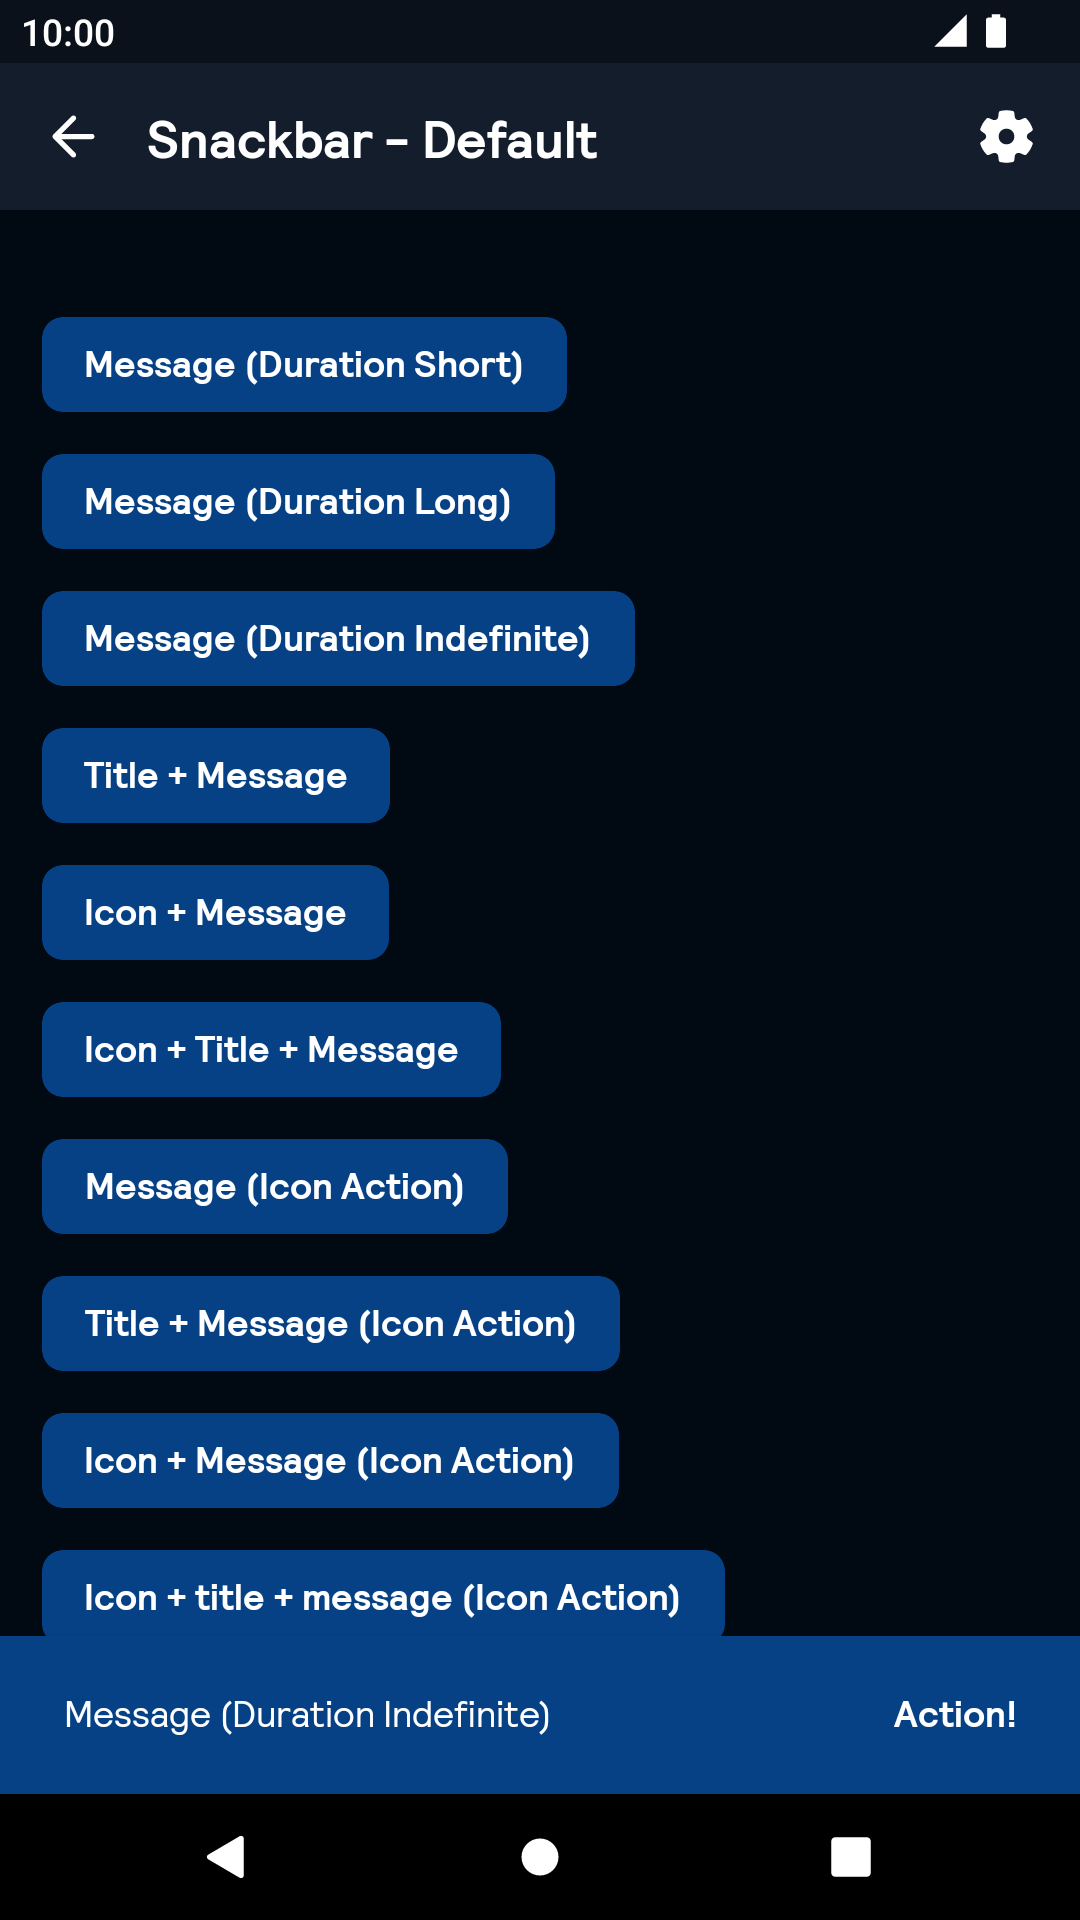 10:00
Snackbar - Default
Message (Duration Short)
Message (Duration Long)
Message (Duration Indefinite)
Title + Message
Icon + Message
Icon + Title + Message
Message (Icon Action)
Title + Message (Icon Action)
Icon + Message (Icon Action)
Icon + title + message (Icon Action)
Message (Duration Indefinite) Action!